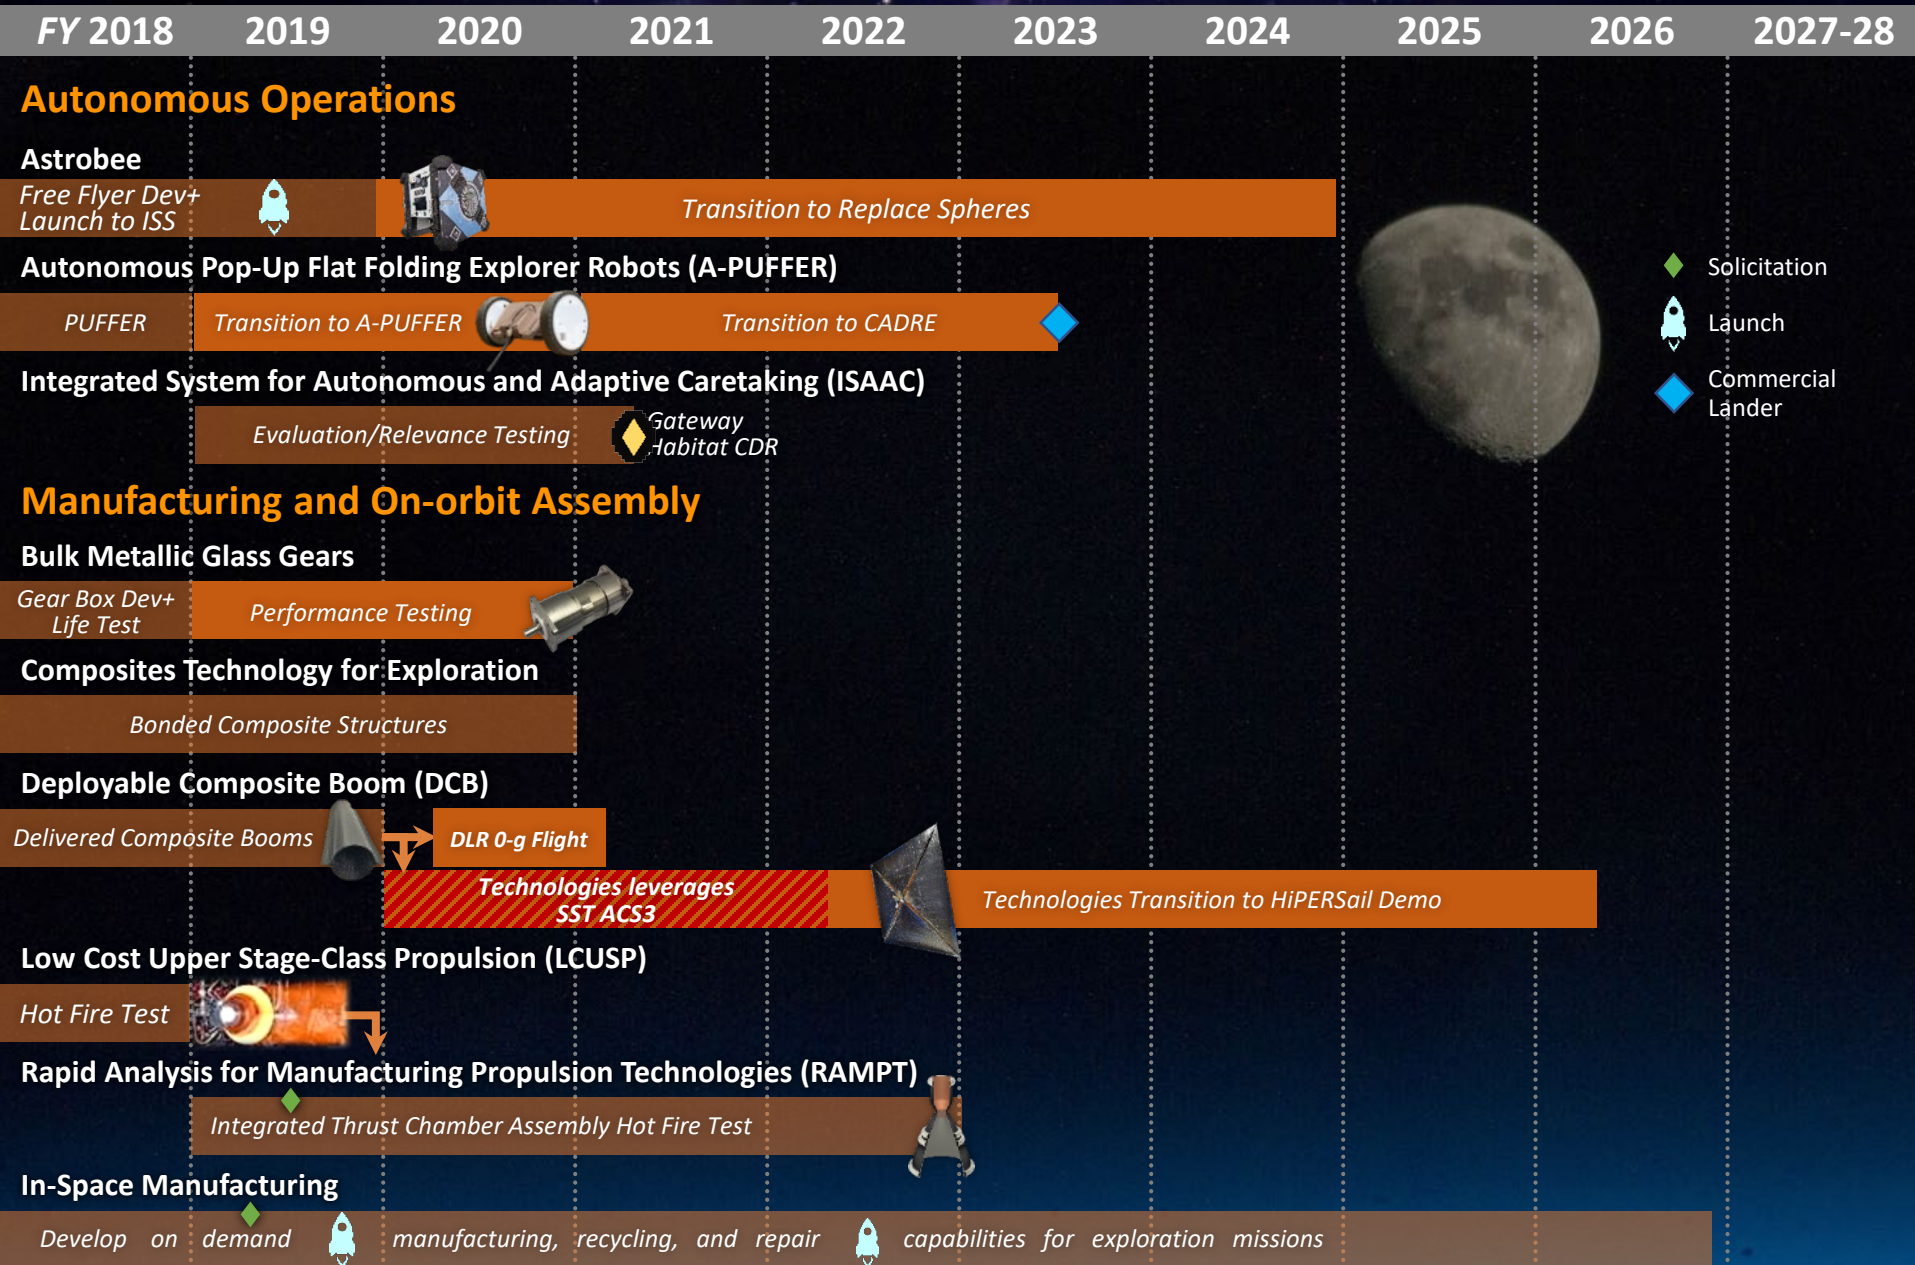 FY 2018 2019 2020 2021 2022 2023 2024 2025 2026 2027-28
Autonomous Operations
Astrobee
Free Flyer Dev+
Launch to ISS
Transition to Replace Spheres
Autonomous Pop-Up Flat Folding Explorer Robots (A-PUFFER)
PUFFER
Transition to A-PUFFER
Transition to CADRE
Solicitation
Launch
Commercial
Lander
Integrated System for Autonomous and Adaptive Caretaking (ISAAC)
Evaluation/Relevance Testing
Gateway
Habitat CDR
Manufacturing and On-orbit Assembly
Bulk Metallic Glass Gears
Gear Box Dev+
Life Test
Performance Testing
Composites Technology for Exploration
Bonded Composite Structures
Deployable Composite Boom (DCB)
Delivered Composite Booms
DLR 0-g Flight
Technologies leverages
SST ACS3
Technologies Transition to HiPERSail Demo
Low Cost Upper Stage-Class Propulsion (LCUSP)
Hot Fire Test
Rapid Analysis for Manufacturing Propulsion Technologies (RAMPT)
Integrated Thrust Chamber Assembly Hot Fire Test
In-Space Manufacturing
Develop on demand manufacturing, recycling, and repair capabilities for exploration missions